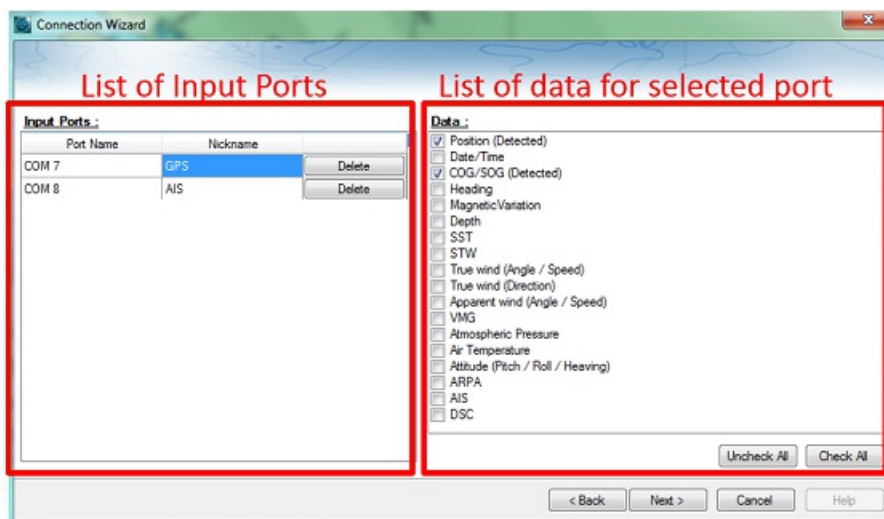 Connection Wizard
x
List of Input Ports
List of data for selected port
Input Ports :
Port Name Nickname
COM 7 GPS Delete
COM 8 AIS Delete
Data :
Position (Detected)
Date/Time
COG/SOG (Detected)
Heading
MagneticVariation
Depth
SST
STW
True wind (Angle / Speed)
True wind (Direction)
Apparent wind (Angle / Speed)
VMG
Atmospheric Pressure
Air Temperature
Attitude (Pitch / Roll / Heaving)
ARPA
AIS
DSC
Uncheck All Check All
< Back Next > Cancel Help